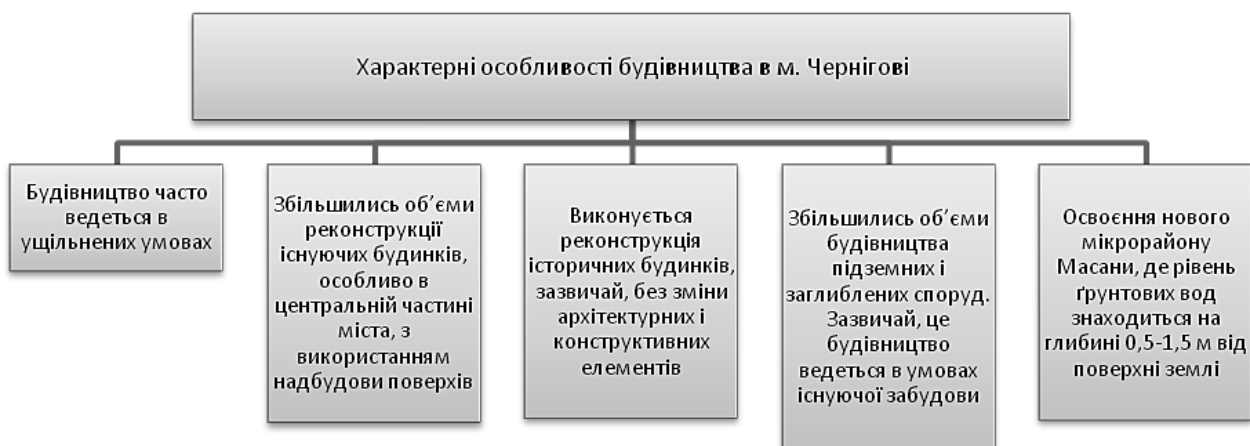 Характерні особливості будівництва в м. Чернігові
Будівництво часто
ведеться в
ущільнених умовах
Збільшились об’єми
реконструкції
існуючих будинків,
особливо в
центральній частині
міста, з
використанням
надбудови поверхів
Виконується
реконструкція
історичних будинків,
зазвичай, без зміни
архітектурних і
конструктивних
елементів
Збільшились об’єми
будівництва
підземних і
заглиблених споруд.
Зазвичай, це
будівництво
ведеться в умовах
існуючої забудови
Освоєння нового
мікрорайону
Масани, де рівень
ґрунтових вод
знаходиться на
глибині 0,5-1,5 м від
поверхні землі